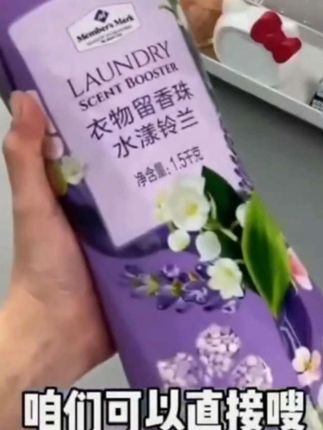 Member's Mark
LAUNDRY
SCENT BOOSTER
衣物留香珠
水漾铃兰
净含量: 1.5千克
咱们可以直接嗖